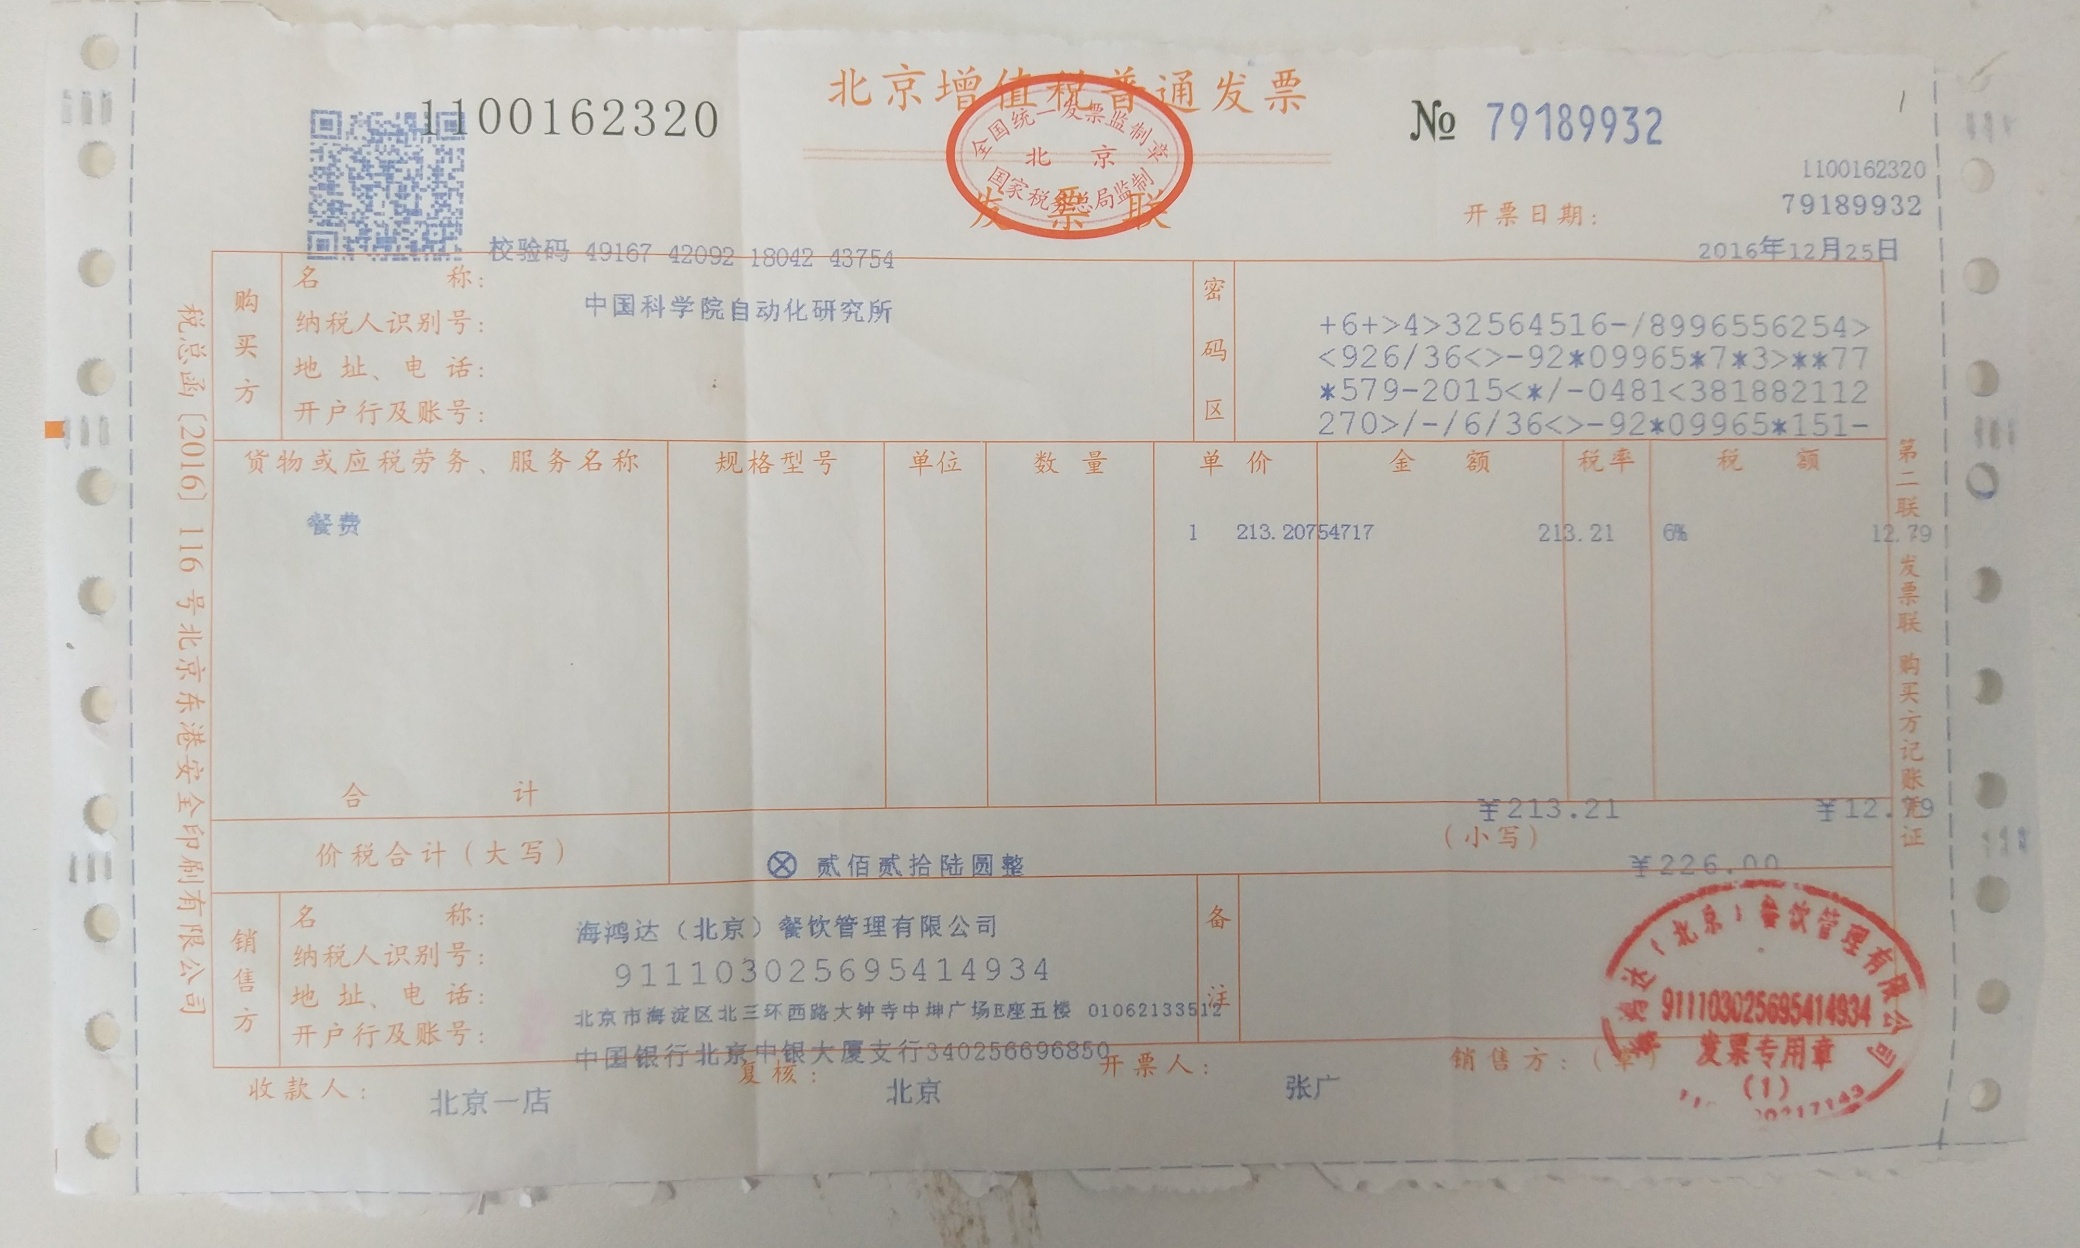 北京增值税普通发票
1100162320
No 79189932
全国统一发票监制章
北京
国家税务总局监制
发票联
1100162320
79189932
开票日期:
2016年12月25日
校验码 49167 42092 18042 43754
购买方
名称:
中国科学院自动化研究所
纳税人识别号:
地址、电话:
开户行及账号:
密码区
+6+>4>32564516-/8996556254>
<926/36<>-92*09965*7*3>**77
*579-2015<*/-0481<381882112
270>/-/6/36<>-92*09965*151-
货物或应税劳务、服务名称 规格型号 单位 数量 单价 金额 税率 税额
餐费 1 213.20754717 213.21 6% 12.79
合计 ¥213.21 ¥12.79
价税合计(大写) ⊗ 贰佰贰拾陆圆整 (小写) ¥226.00
销售方
名称: 海鸿达(北京)餐饮管理有限公司
纳税人识别号: 911103025695414934
地址、电话: 北京市海淀区北三环西路大钟寺中坤广场E座五楼 01062133512
开户行及账号: 中国银行北京中银大厦支行340256696850
备注
收款人: 北京一店 复核: 北京 开票人: 张广 销售方:(章)
海鸿达(北京)餐饮管理有限公司
911103025695414934
发票专用章
(1)
税总函[2016]116号北京东港安全印刷有限公司
第二联 发票联 购买方记账凭证